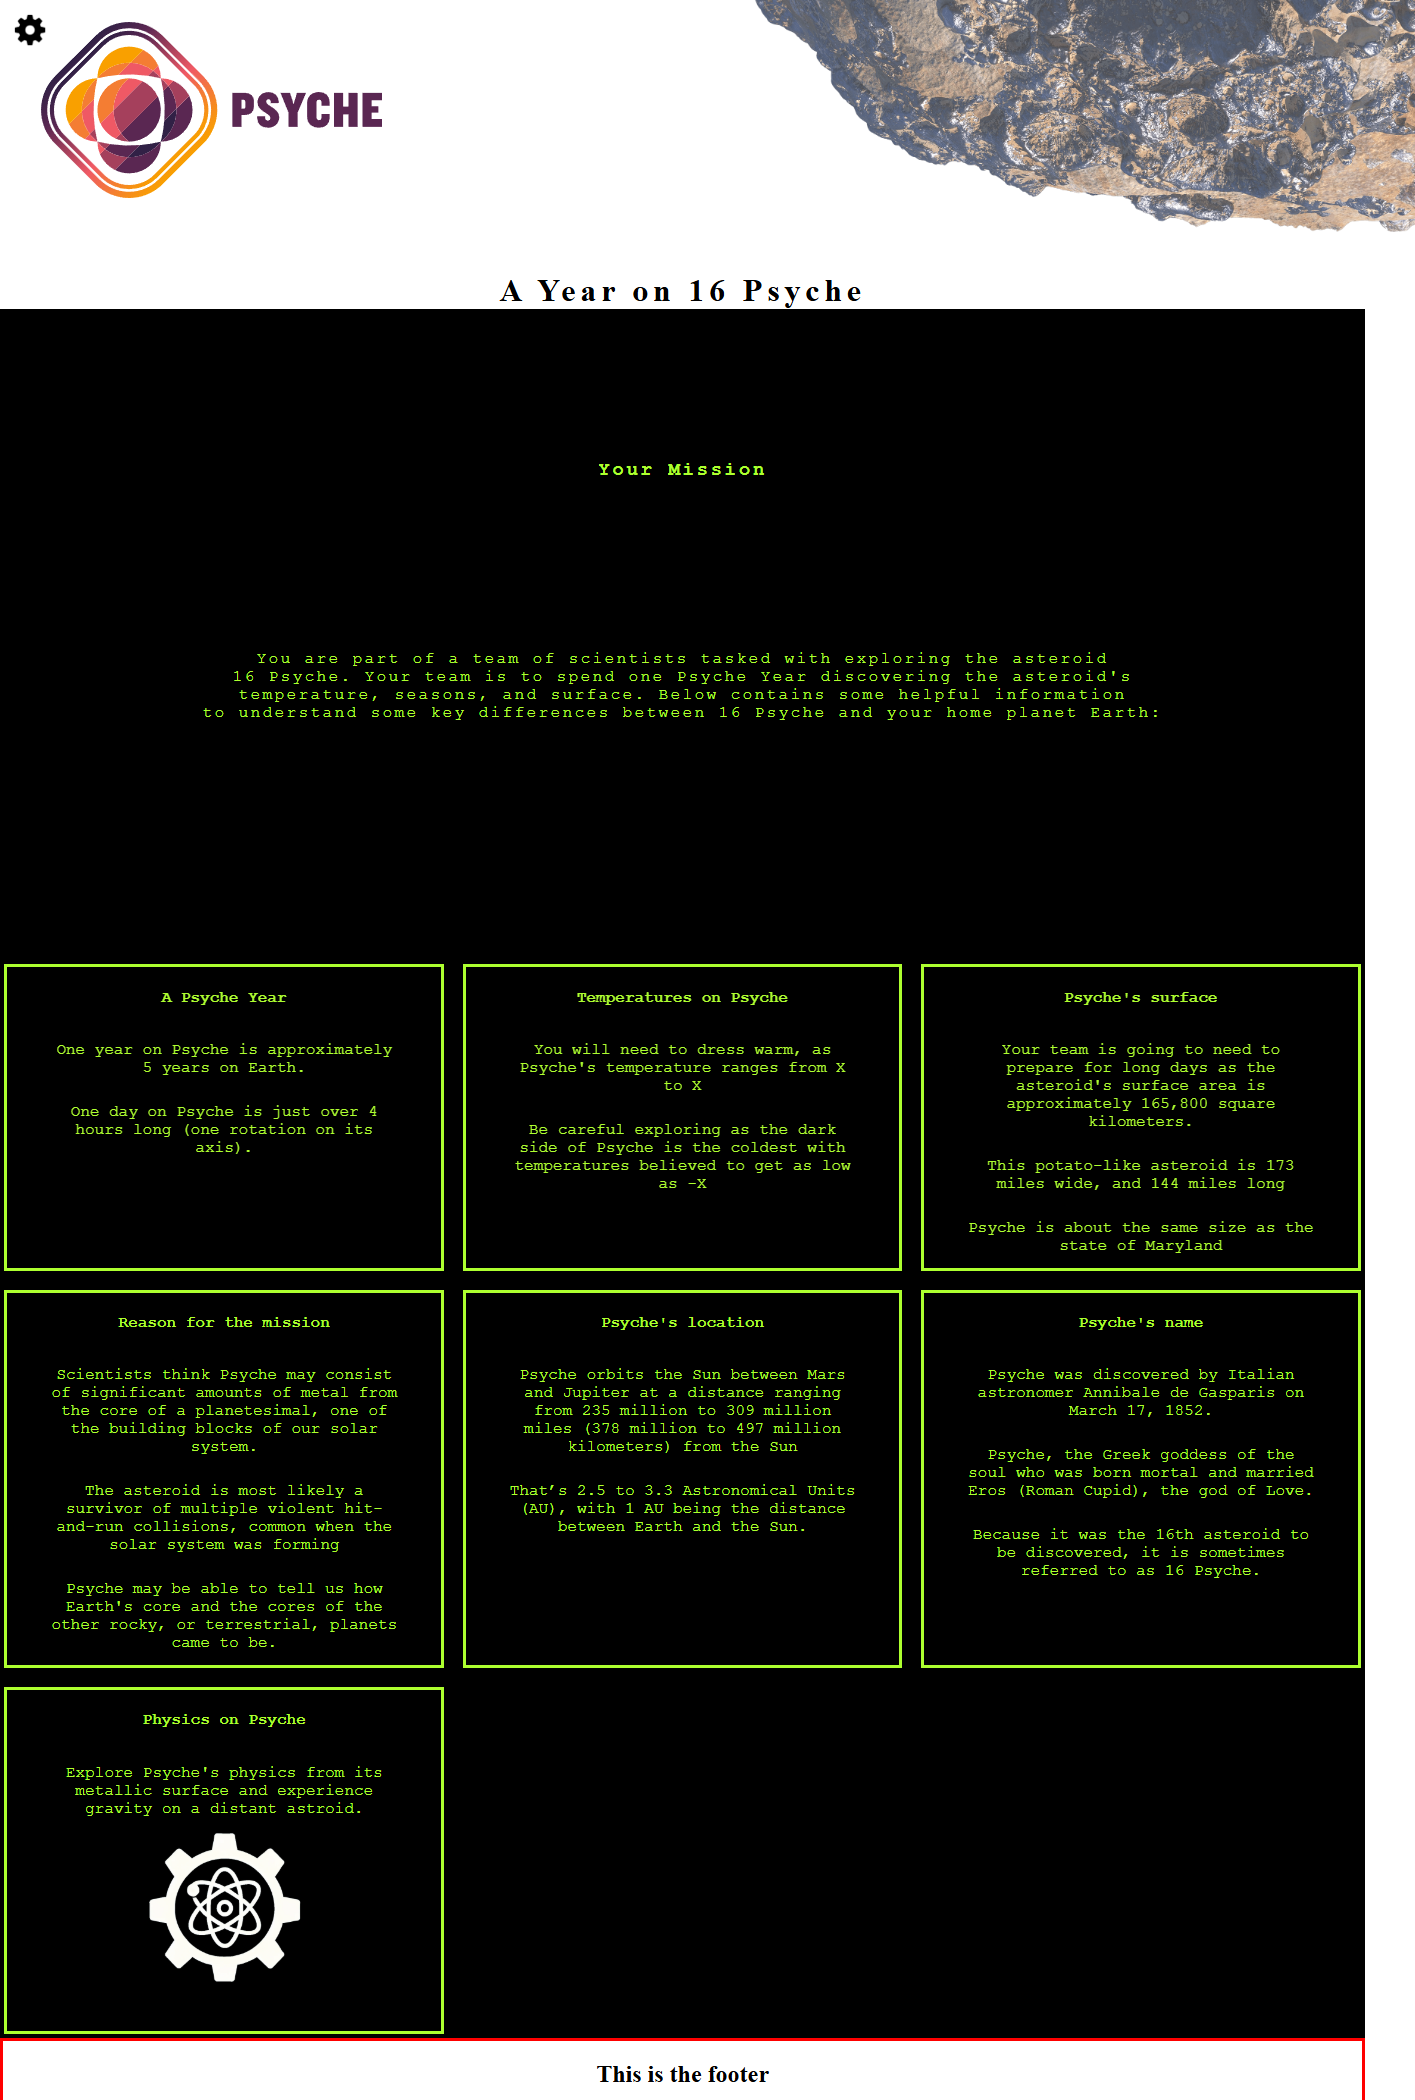 PSYCHE
A Year on 16 Psyche
Your Mission
You are part of a team of scientists tasked with exploring the asteroid
16 Psyche. Your team is to spend one Psyche Year discovering the asteroid's
temperature, seasons, and surface. Below contains some helpful information
to understand some key differences between 16 Psyche and your home planet Earth:
A Psyche Year
One year on Psyche is approximately
5 years on Earth.
One day on Psyche is just over 4
hours long (one rotation on its
axis).
Temperatures on Psyche
You will need to dress warm, as
Psyche's temperature ranges from X
to X
Be careful exploring as the dark
side of Psyche is the coldest with
temperatures believed to get as low
as -X
Psyche's surface
Your team is going to need to
prepare for long days as the
asteroid's surface area is
approximately 165,800 square
kilometers.
This potato-like asteroid is 173
miles wide, and 144 miles long
Psyche is about the same size as the
state of Maryland
Reason for the mission
Scientists think Psyche may consist
of significant amounts of metal from
the core of a planetesimal, one of
the building blocks of our solar
system.
The asteroid is most likely a
survivor of multiple violent hit-
and-run collisions, common when the
solar system was forming
Psyche may be able to tell us how
Earth's core and the cores of the
other rocky, or terrestrial, planets
came to be.
Psyche's location
Psyche orbits the Sun between Mars
and Jupiter at a distance ranging
from 235 million to 309 million
miles (378 million to 497 million
kilometers) from the Sun
That’s 2.5 to 3.3 Astronomical Units
(AU), with 1 AU being the distance
between Earth and the Sun.
Psyche's name
Psyche was discovered by Italian
astronomer Annibale de Gasparis on
March 17, 1852.
Psyche, the Greek goddess of the
soul who was born mortal and married
Eros (Roman Cupid), the god of Love.
Because it was the 16th asteroid to
be discovered, it is sometimes
referred to as 16 Psyche.
Physics on Psyche
Explore Psyche's physics from its
metallic surface and experience
gravity on a distant astroid.
This is the footer